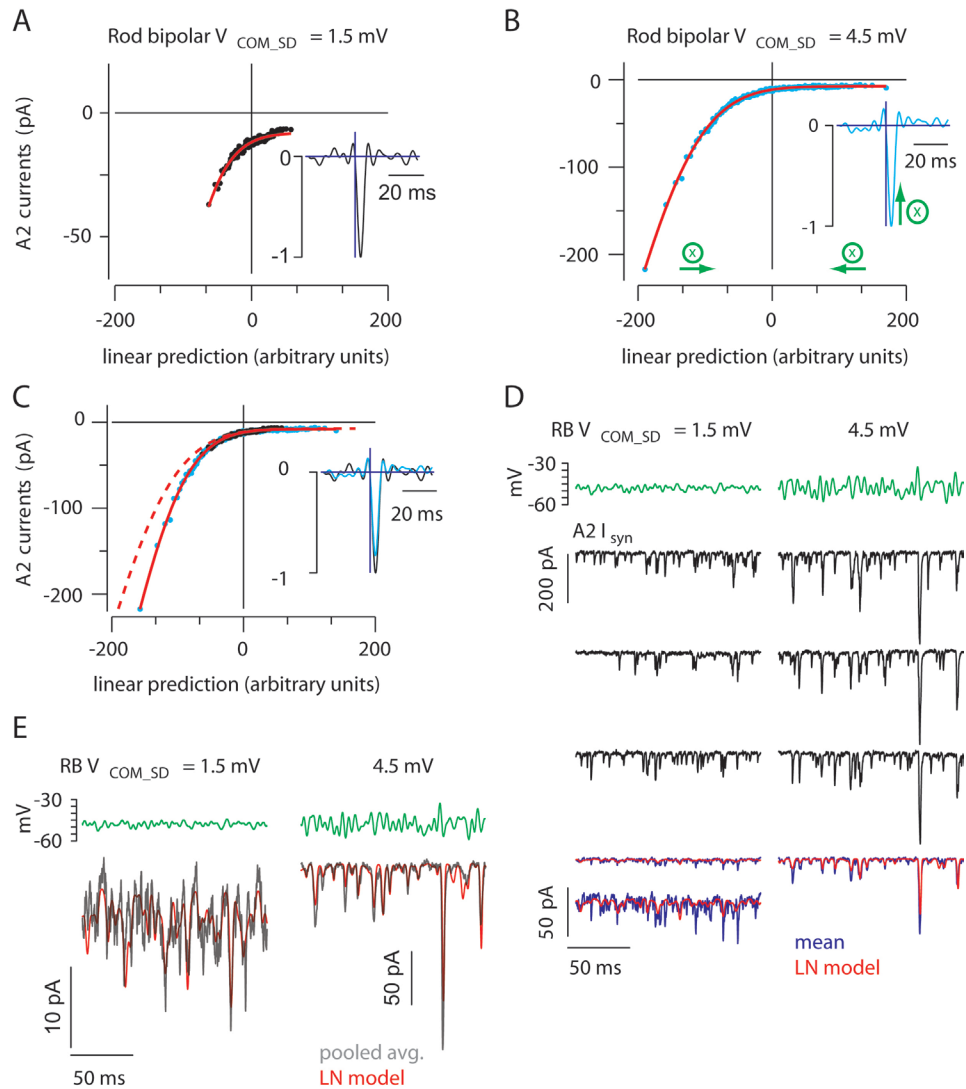 A
Rod bipolar V COM_SD = 1.5 mV
A2 currents (pA)
0
-50
0
-1
20 ms
-200
0
200
linear prediction (arbitrary units)
B
Rod bipolar V COM_SD = 4.5 mV
0
-100
-200
0
-1
20 ms
X
X
X
-200
0
200
linear prediction (arbitrary units)
C
A2 currents (pA)
0
-100
-200
0
-1
20 ms
-200
0
200
linear prediction (arbitrary units)
D
RB V COM_SD = 1.5 mV
4.5 mV
mV
-30
-60
A2 I syn
200 pA
50 pA
50 ms
mean
LN model
E
RB V COM_SD = 1.5 mV
4.5 mV
mV
-30
-60
10 pA
50 pA
50 ms
pooled avg.
LN model